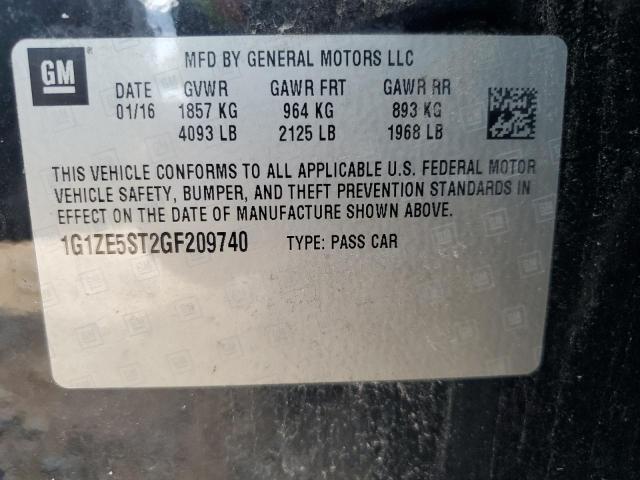 GM
MFD BY GENERAL MOTORS LLC
DATE GVWR GAWR FRT GAWR RR
01/16 1857 KG 964 KG 893 KG
4093 LB 2125 LB 1968 LB
THIS VEHICLE CONFORMS TO ALL APPLICABLE U.S. FEDERAL MOTOR
VEHICLE SAFETY, BUMPER, AND THEFT PREVENTION STANDARDS IN
EFFECT ON THE DATE OF MANUFACTURE SHOWN ABOVE.
1G1ZE5ST2GF209740 TYPE: PASS CAR